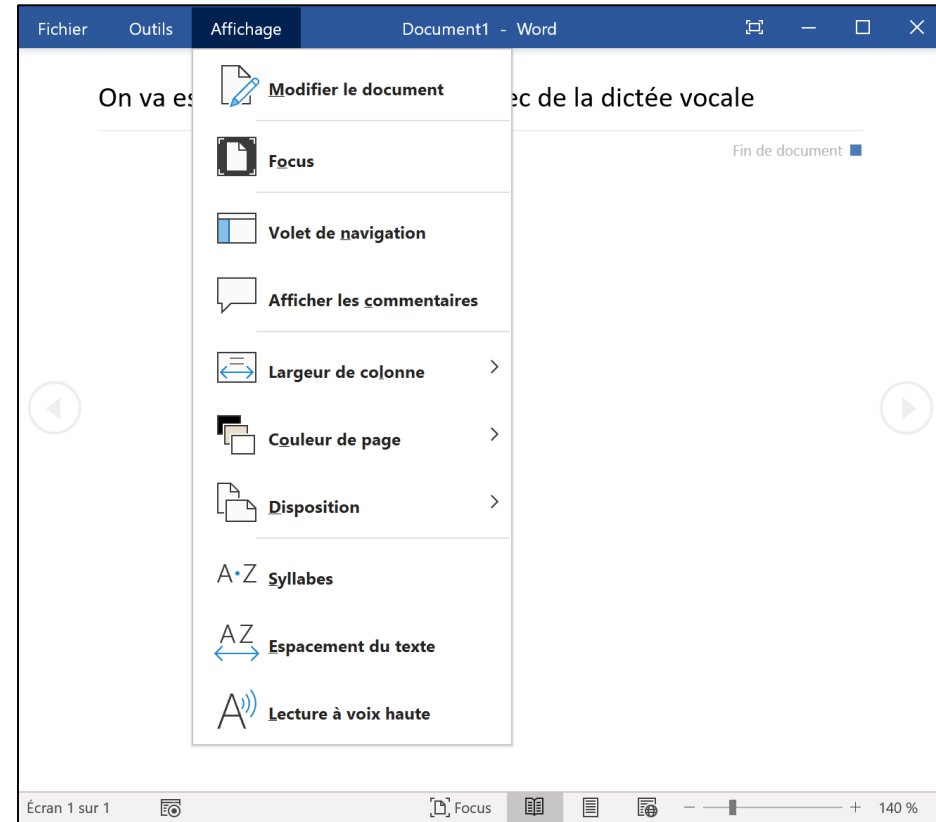 Fichier Outils Affichage Document1 - Word
On va es ec de la dictée vocale
Fin de document
Modifier le document
Focus
Volet de navigation
Afficher les commentaires
Largeur de colonne
Couleur de page
Disposition
A·Z Syllabes
AZ Espacement du texte
A Lecture à voix haute
Écran 1 sur 1 Focus 140 %